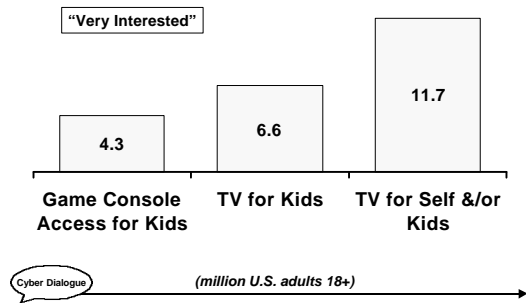 “Very Interested”
11.7
6.6
4.3
Game Console
Access for Kids
TV for Kids
TV for Self &/or
Kids
Cyber Dialogue
(million U.S. adults 18+)